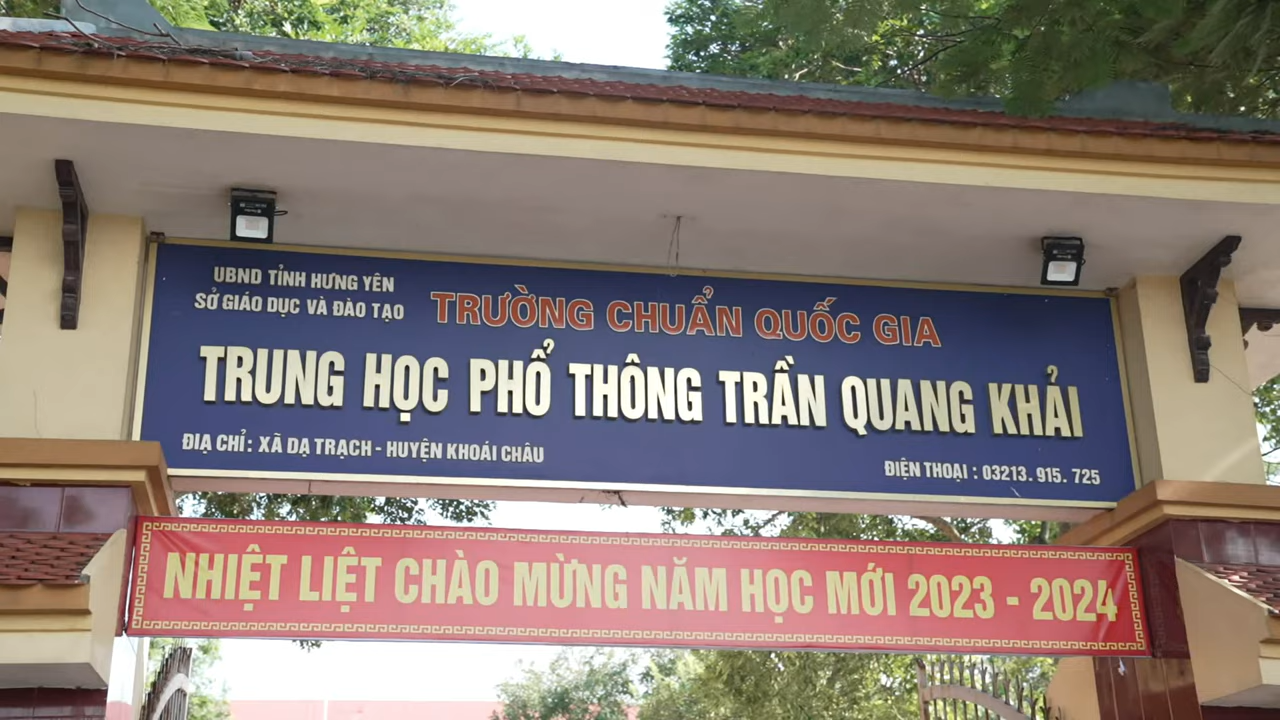 UBND TỈNH HƯNG YÊN
SỞ GIÁO DỤC VÀ ĐÀO TẠO
TRƯỜNG CHUẨN QUỐC GIA
TRUNG HỌC PHỔ THÔNG TRẦN QUANG KHẢI
ĐỊA CHỈ: XÃ DẠ TRẠCH - HUYỆN KHOÁI CHÂU
ĐIỆN THOẠI : 03213. 915. 725
NHIỆT LIỆT CHÀO MỪNG NĂM HỌC MỚI 2023 - 2024